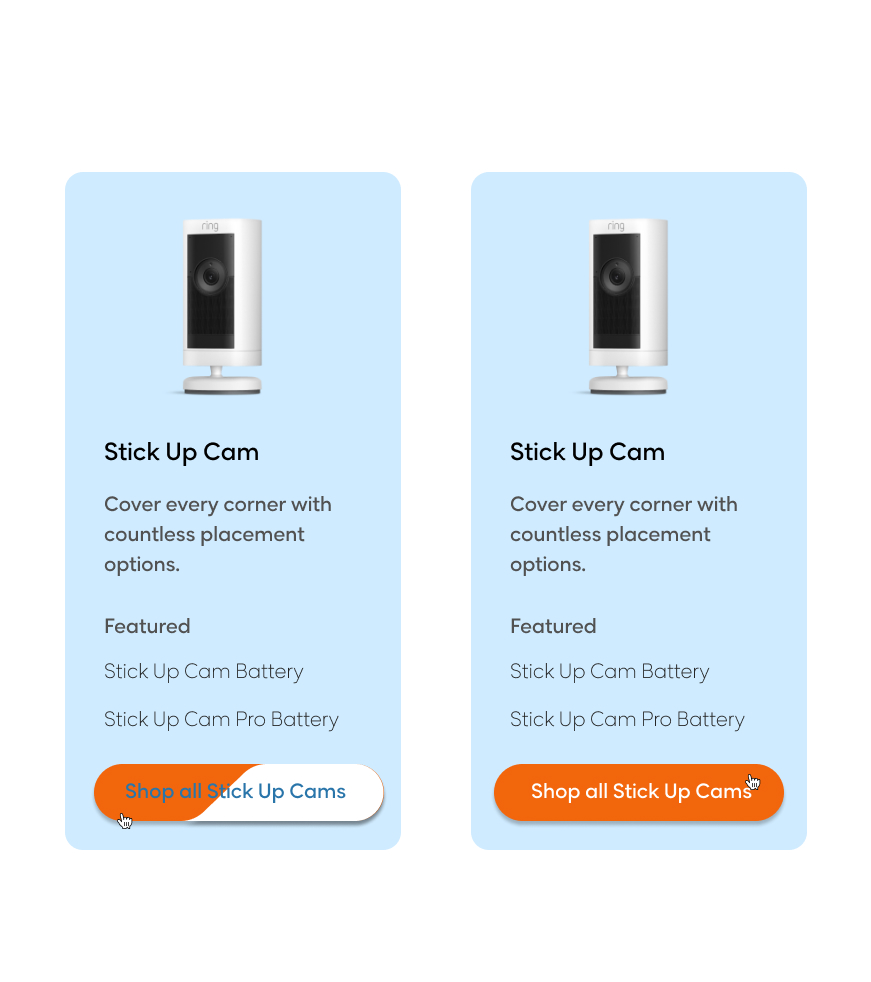 ring
Stick Up Cam
Cover every corner with
countless placement
options.
Featured
Stick Up Cam Battery
Stick Up Cam Pro Battery
Shop all Stick Up Cams
ring
Stick Up Cam
Cover every corner with
countless placement
options.
Featured
Stick Up Cam Battery
Stick Up Cam Pro Battery
Shop all Stick Up Cams